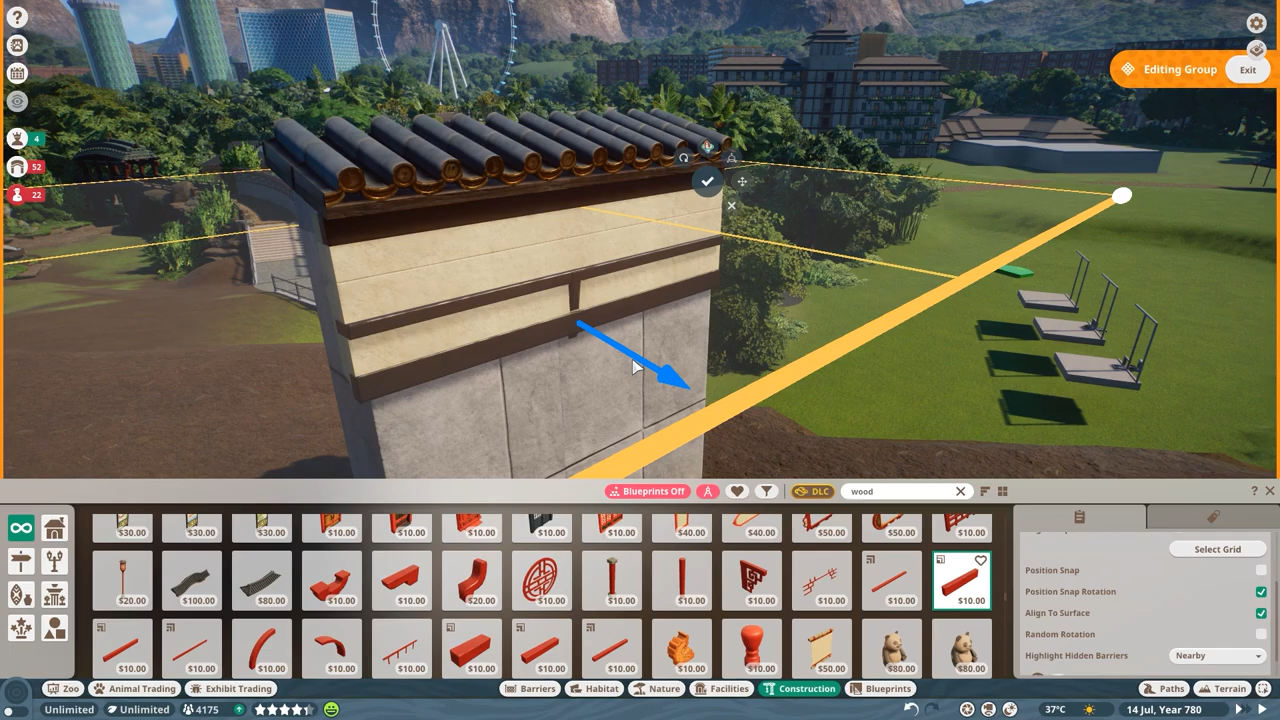 ?
Editing Group
Exit
4
52
22
Blueprints Off
DLC
wood
?
$30.00 $30.00 $30.00 $10.00 $10.00 $10.00 $10.00 $10.00 $40.00 $40.00 $50.00 $50.00 $10.00
Select Grid
$20.00 $100.00 $80.00 $10.00 $10.00 $20.00 $10.00 $10.00 $10.00 $10.00 $10.00 $10.00 $10.00
Position Snap
Position Snap Rotation
Align To Surface
Random Rotation
Highlight Hidden Barriers Nearby
$10.00 $10.00 $10.00 $10.00 $10.00 $10.00 $10.00 $10.00 $10.00 $10.00 $50.00 $80.00 $80.00
Zoo Animal Trading Exhibit Trading Barriers Habitat Nature Facilities Construction Blueprints Paths Terrain
Unlimited Unlimited 4175 37°C 14 Jul, Year 780